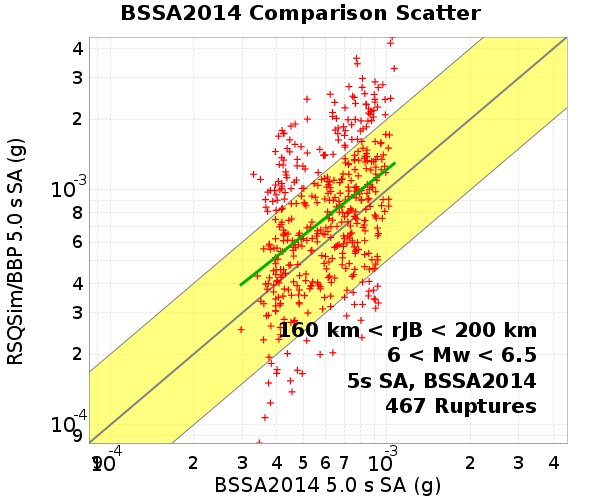 BSSA2014 Comparison Scatter
RSQSim/BBP 5.0 s SA (g)
4
3
2
10-3
8
6
4
3
2
10-4
9
160 km < rJB < 200 km
6 < Mw < 6.5
5s SA, BSSA2014
467 Ruptures
9 10-4 2 3 4 5 6 7 10-3 2 3 4
BSSA2014 5.0 s SA (g)